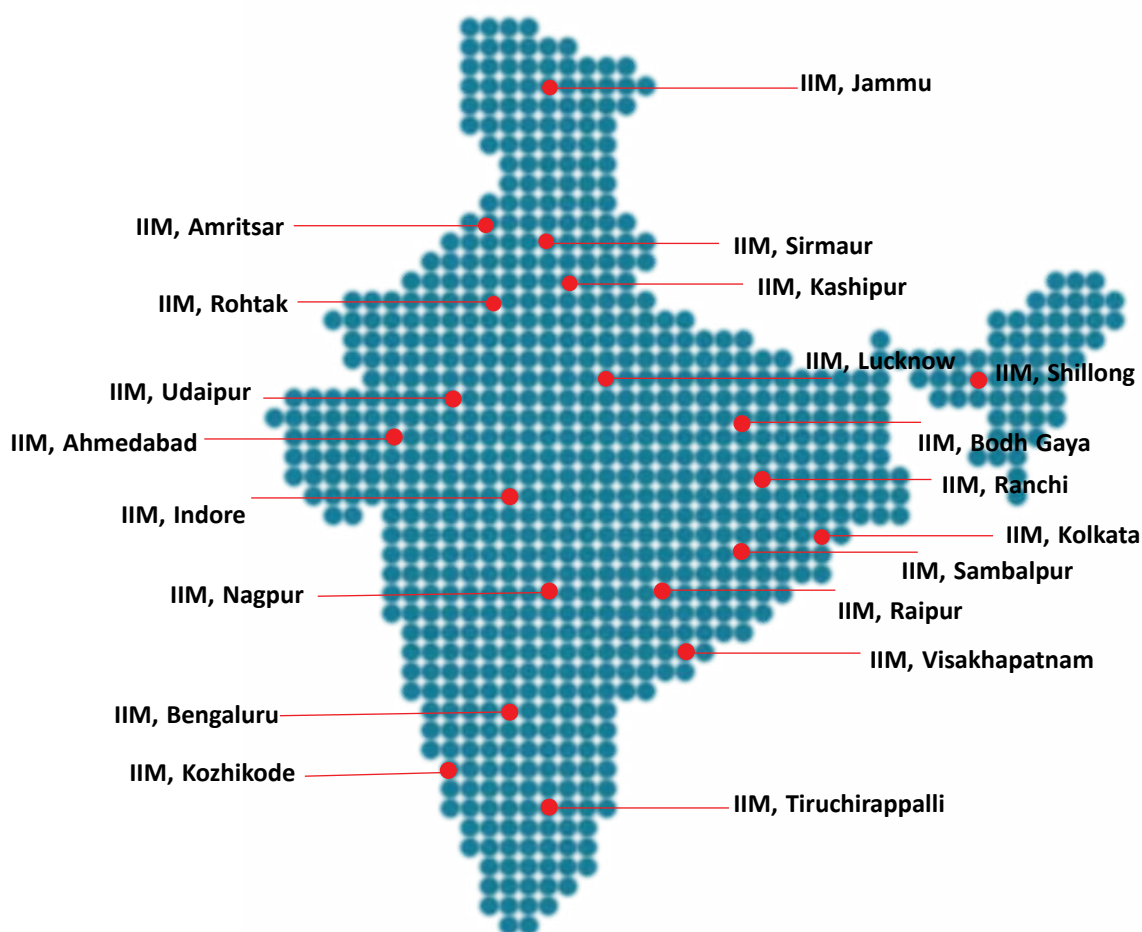 IIM, Jammu
IIM, Amritsar
IIM, Sirmaur
IIM, Kashipur
IIM, Rohtak
IIM, Lucknow
IIM, Shillong
IIM, Udaipur
IIM, Ahmedabad
IIM, Bodh Gaya
IIM, Ranchi
IIM, Indore
IIM, Kolkata
IIM, Sambalpur
IIM, Nagpur
IIM, Raipur
IIM, Visakhapatnam
IIM, Bengaluru
IIM, Kozhikode
IIM, Tiruchirappalli